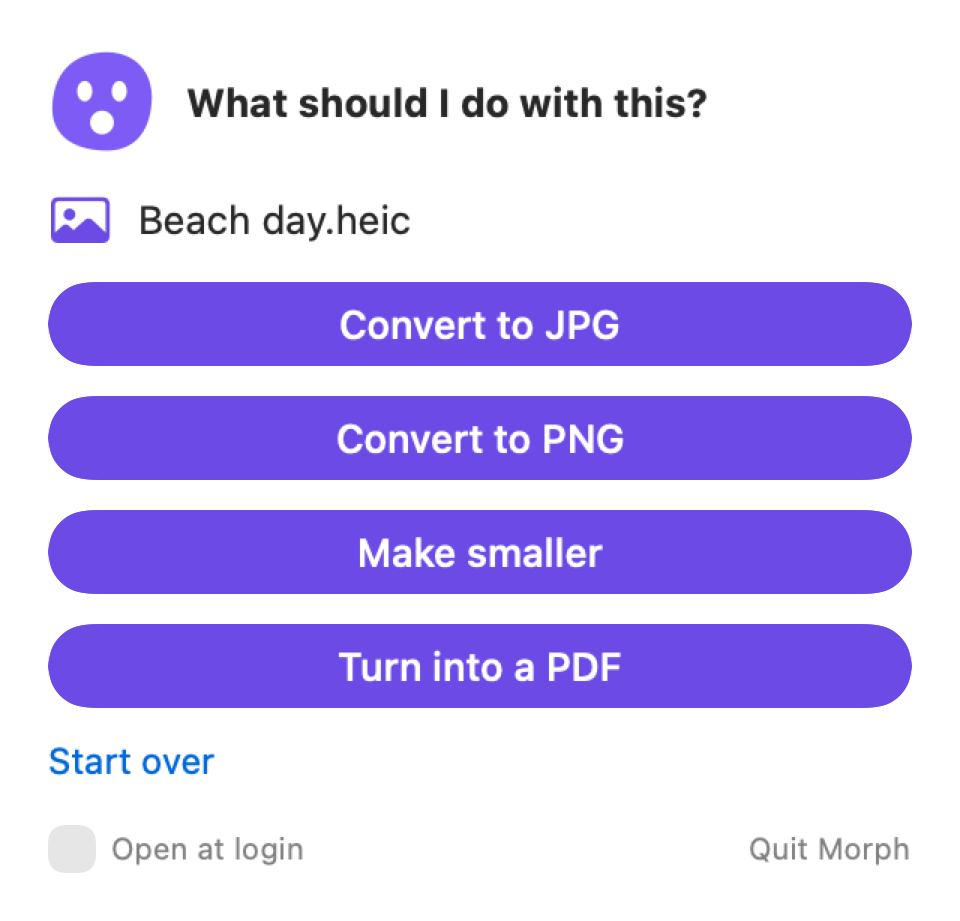 What should I do with this?
Beach day.heic
Convert to JPG
Convert to PNG
Make smaller
Turn into a PDF
Start over
Open at login
Quit Morph